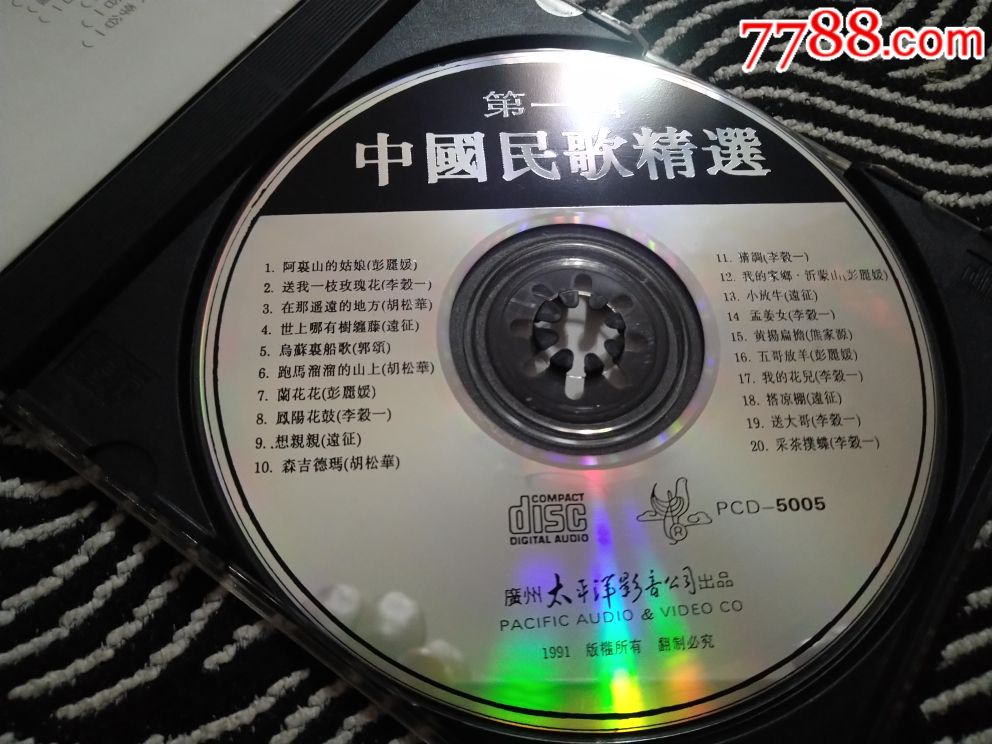 7788.com
第一
中國民歌精選
1. 阿裏山的姑娘(彭麗媛)
2. 送我一枝玫瑰花(李穀一)
3. 在那遥遠的地方(胡松華)
4. 世上哪有樹纏藤(遠征)
5. 烏蘇裏船歌(郭頌)
6. 跑馬溜溜的山上(胡松華)
7. 蘭花花(彭麗媛)
8. 鳳陽花鼓(李穀一)
9. 想親親(遠征)
10. 森吉德瑪(胡松華)
11. 猜調(李穀一)
12. 我的家鄉·沂蒙山(彭麗媛)
13. 小放牛(遠征)
14 孟姜女(李穀一)
15. 黄揚扁擔(熊家源)
16. 五哥放羊(彭麗媛)
17. 我的花兒(李穀一)
18. 搭凉棚(遠征)
19. 送大哥(李穀一)
20. 采茶撲蝶(李穀一)
COMPACT
disc
DIGITAL AUDIO
R
PCD-5005
廣州太平洋影音公司出品
PACIFIC AUDIO & VIDEO CO
1991 版權所有 翻制必究